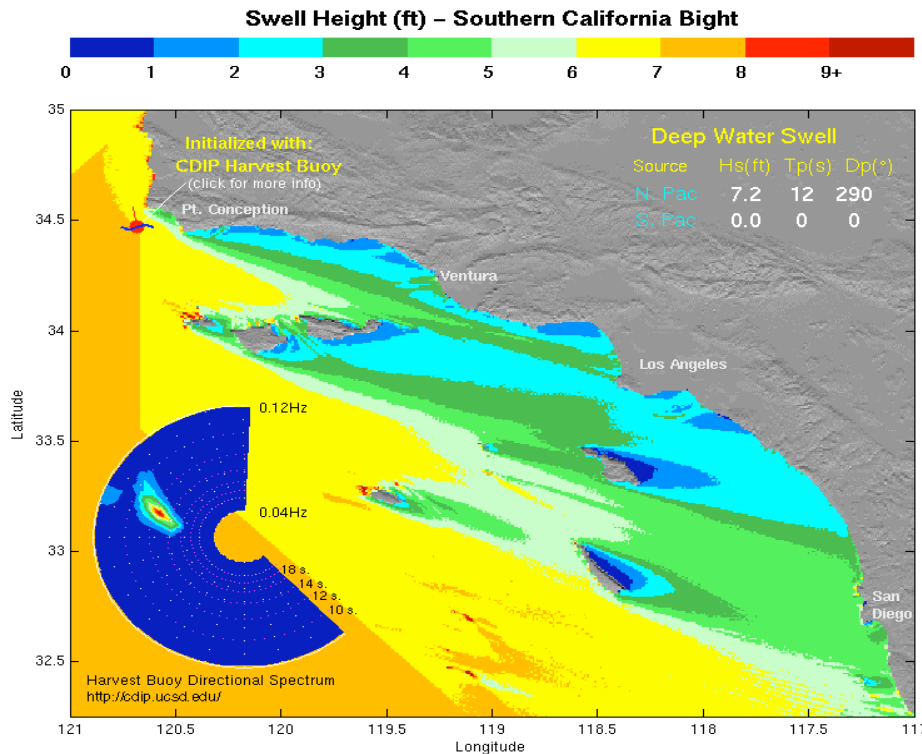 Swell Height (ft) – Southern California Bight
0 1 2 3 4 5 6 7 8 9+
Initialized with:
CDIP Harvest Buoy
(click for more info)
Pt. Conception
Deep Water Swell
Source Hs(ft) Tp(s) Dp(°)
N. Pac 7.2 12 290
S. Pac 0.0 0 0
Ventura
Los Angeles
San
Diego
0.12Hz
0.04Hz
18 s.
14 s.
12 s.
10 s.
Harvest Buoy Directional Spectrum
http://cdip.ucsd.edu/
Latitude
35
34.5
34
33.5
33
32.5
121 120.5 120 119.5 119 118.5 118 117.5 117
Longitude